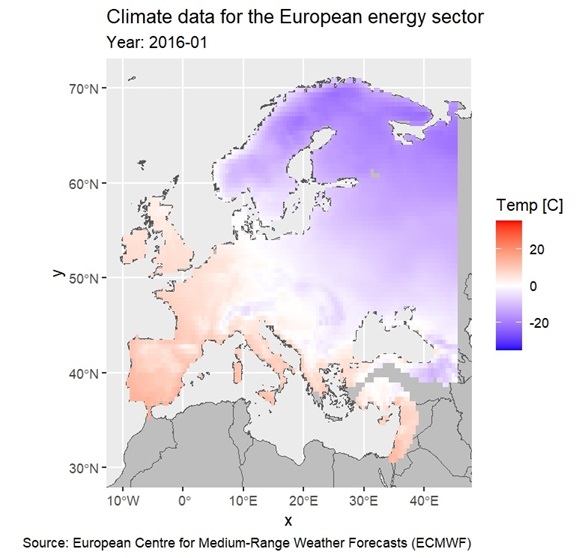 Climate data for the European energy sector
Year: 2016-01
70°N
60°N
50°N
40°N
30°N
y
10°W 0° 10°E 20°E 30°E 40°E
x
Temp [C]
20
0
-20
Source: European Centre for Medium-Range Weather Forecasts (ECMWF)